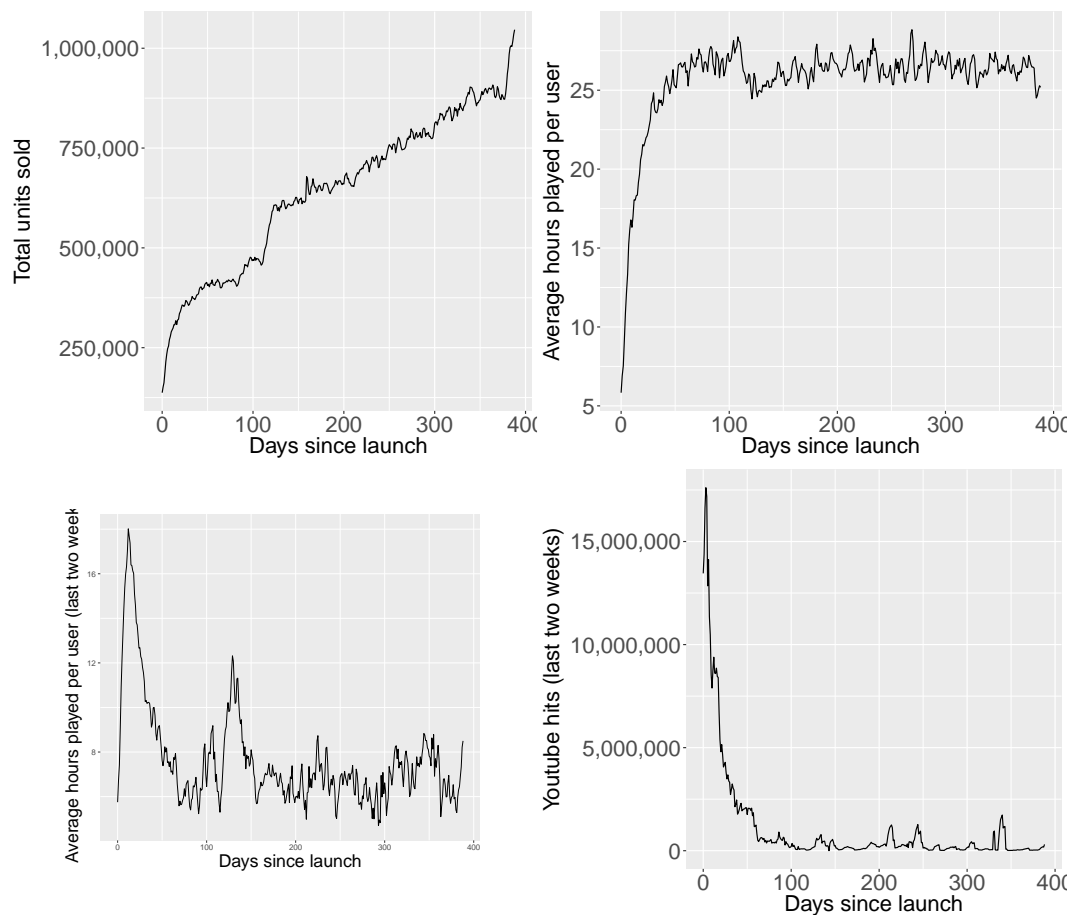 Total units sold
1,000,000
750,000
500,000
250,000
0 100 200 300 400
Days since launch
Average hours played per user
25
20
15
10
5
0 100 200 300 400
Days since launch
Average hours played per user (last two week
16
12
8
0 100 200 300 400
Days since launch
Youtube hits (last two weeks)
15,000,000
10,000,000
5,000,000
0
0 100 200 300 400
Days since launch